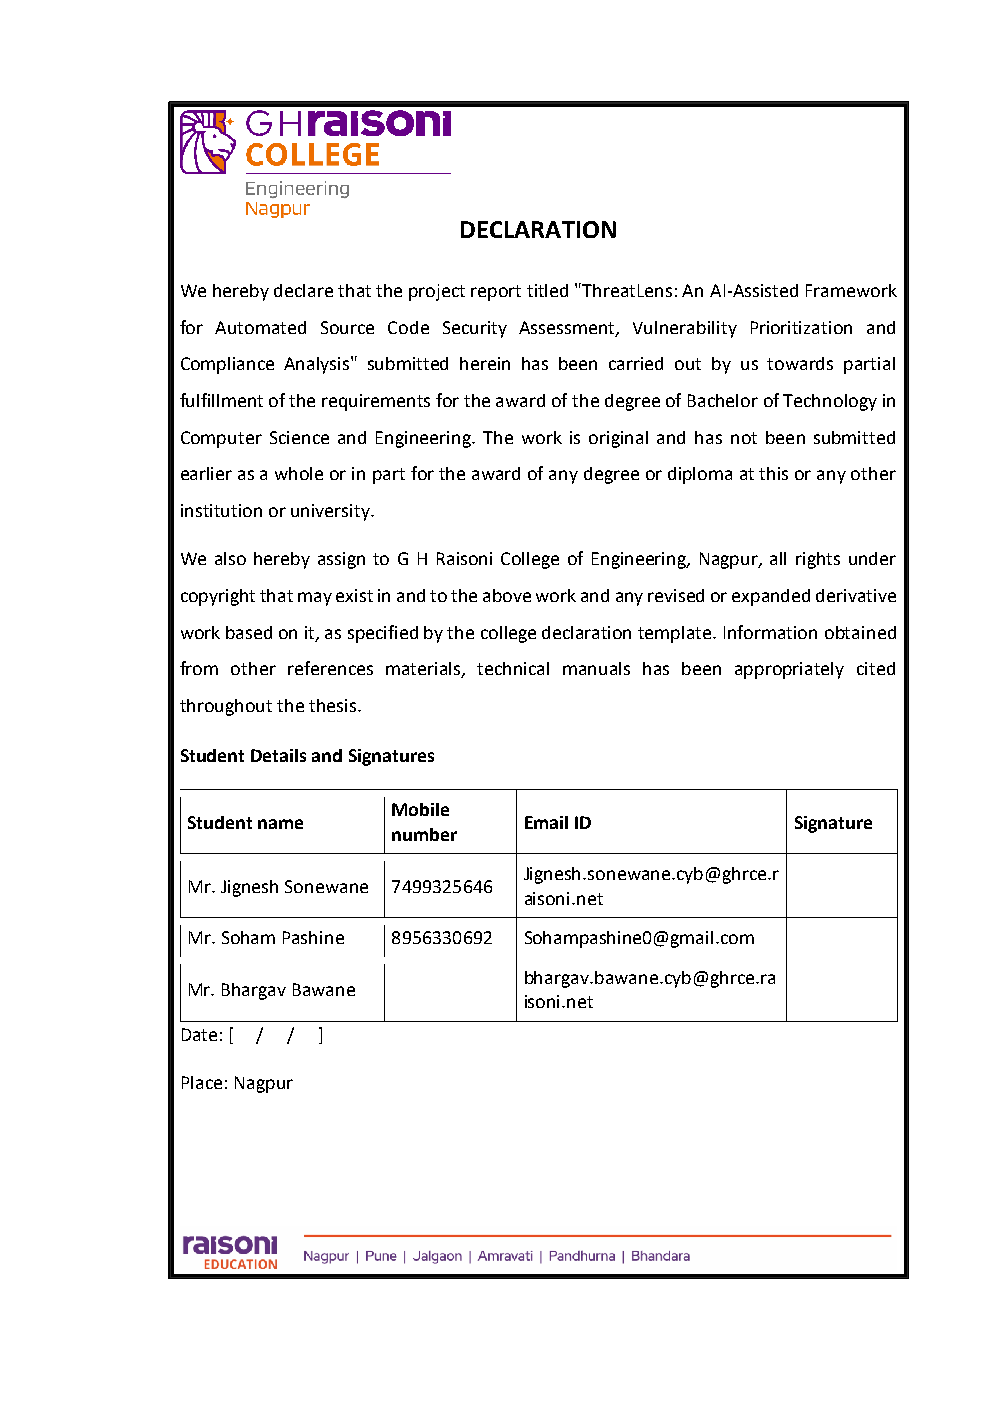 GHRAISONI
COLLEGE
Engineering
Nagpur
DECLARATION
We hereby declare that the project report titled "ThreatLens: An AI-Assisted Framework
for Automated Source Code Security Assessment, Vulnerability Prioritization and
Compliance Analysis" submitted herein has been carried out by us towards partial
fulfillment of the requirements for the award of the degree of Bachelor of Technology in
Computer Science and Engineering. The work is original and has not been submitted
earlier as a whole or in part for the award of any degree or diploma at this or any other
institution or university.
We also hereby assign to G H Raisoni College of Engineering, Nagpur, all rights under
copyright that may exist in and to the above work and any revised or expanded derivative
work based on it, as specified by the college declaration template. Information obtained
from other references materials, technical manuals has been appropriately cited
throughout the thesis.
Student Details and Signatures
Student name Mobile number Email ID Signature
Mr. Jignesh Sonewane 7499325646 Jignesh.sonewane.cyb@ghrce.raisoni.net
Mr. Soham Pashine 8956330692 Sohampashine0@gmail.com
Mr. Bhargav Bawane bhargav.bawane.cyb@ghrce.raisoni.net
Date: [ / / ]
Place: Nagpur
raisoni
EDUCATION
Nagpur | Pune | Jalgaon | Amravati | Pandhurna | Bhandara